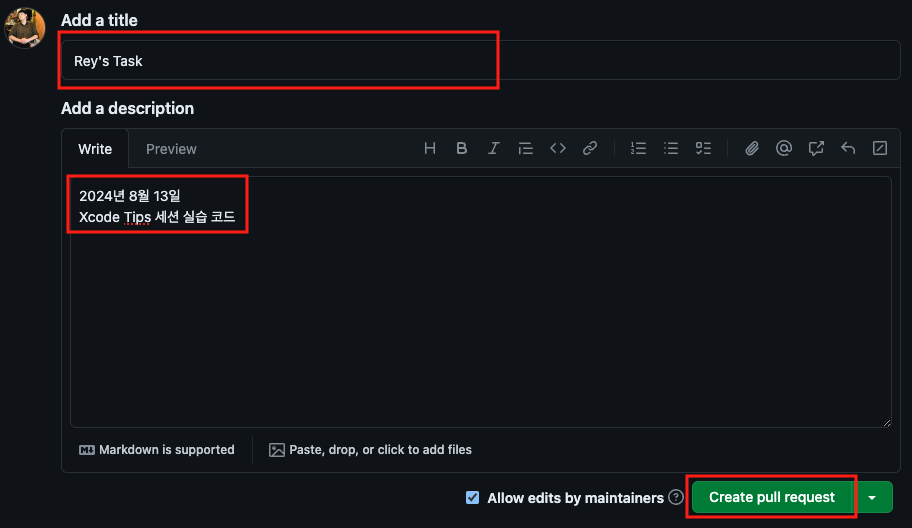 Add a title
Rey's Task
Add a description
Write Preview
2024년 8월 13일
Xcode Tips 세션 실습 코드
Markdown is supported Paste, drop, or click to add files
Allow edits by maintainers Create pull request